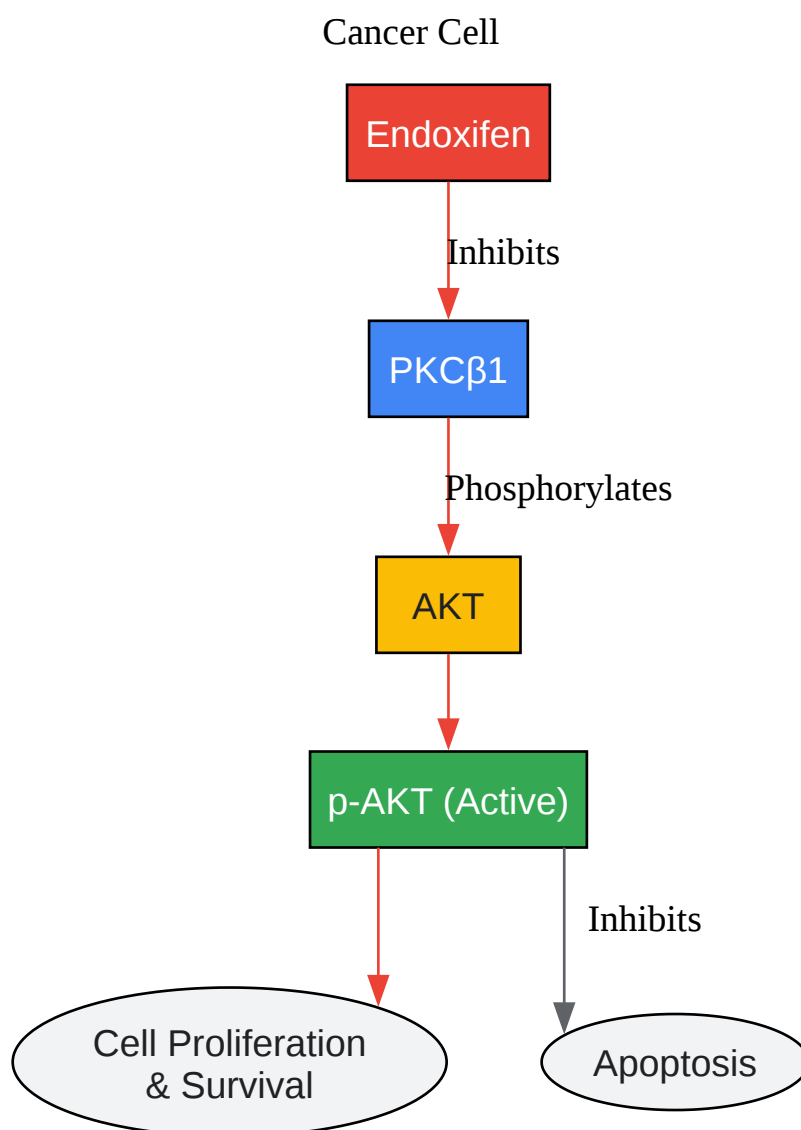 Cancer Cell
Endoxifen
Inhibits
PKCβ1
Phosphorylates
AKT
p-AKT (Active)
Inhibits
Cell Proliferation
& Survival
Apoptosis